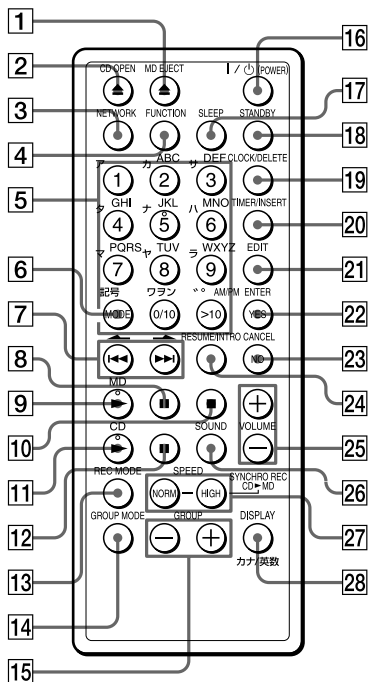 1
2
CD OPEN
MD EJECT
I / ⏻ (POWER)
16
3
NETWORK
FUNCTION
SLEEP
STANDBY
17
4
18
ア
カ ABC
サ DEF
CLOCK/DELETE
19
5
1
2
3
タ GHI
ナ JKL
ハ MNO
TIMER/INSERT
20
4
5
6
マ PQRS
ヤ TUV
ラ WXYZ
EDIT
21
7
8
9
6
記号
ワヲン
゛゜ AM/PM
ENTER
22
MODE
0/10
>10
YES
7
RESUME/INTRO
CANCEL
23
NO
8
MD
24
9
10
CD
SOUND
VOLUME
25
11
12
REC MODE
SPEED
SYNCHRO REC
CD►MD
26
NORM
HIGH
27
13
GROUP MODE
GROUP
DISPLAY
カナ/英数
28
14
15